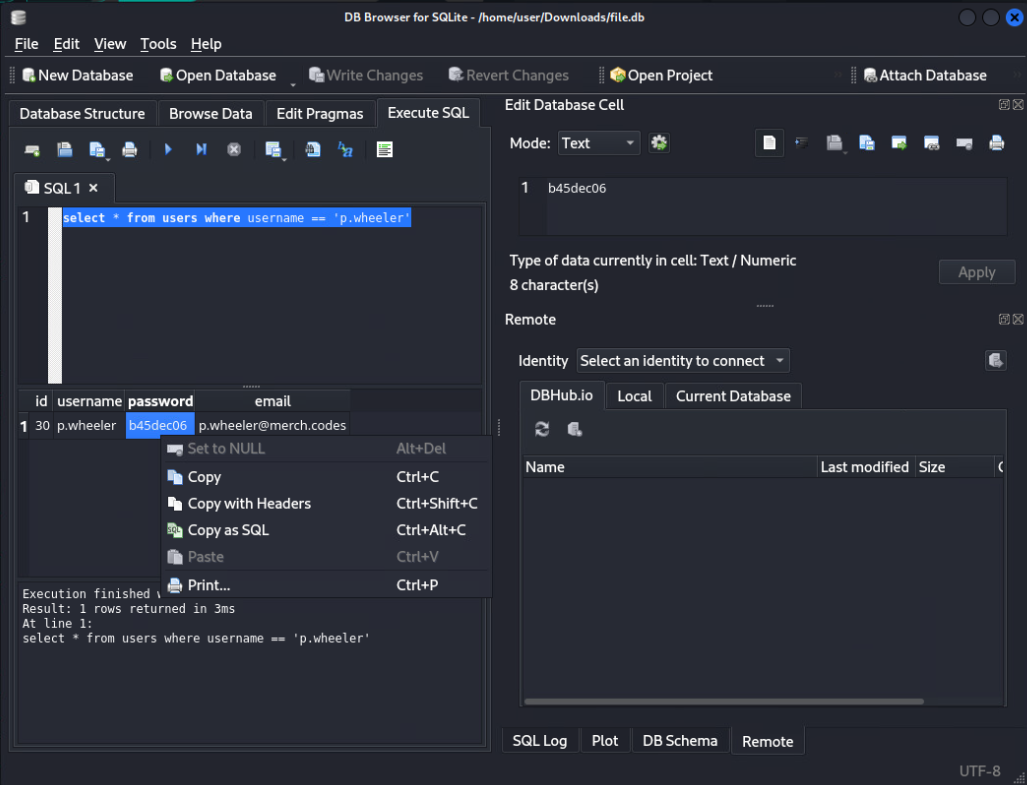 DB Browser for SQLite - /home/user/Downloads/file.db
File Edit View Tools Help
New Database Open Database Write Changes Revert Changes Open Project Attach Database
Database Structure Browse Data Edit Pragmas Execute SQL
SQL 1
1 select * from users where username == 'p.wheeler'
id username password email
1 30 p.wheeler b45dec06 p.wheeler@merch.codes
Set to NULL Alt+Del
Copy Ctrl+C
Copy with Headers Ctrl+Shift+C
Copy as SQL Ctrl+Alt+C
Paste Ctrl+V
Print... Ctrl+P
Execution finished
Result: 1 rows returned in 3ms
At line 1:
select * from users where username == 'p.wheeler'
Edit Database Cell
Mode: Text
1 b45dec06
Type of data currently in cell: Text / Numeric
8 character(s)
Apply
Remote
Identity Select an identity to connect
DBHub.io Local Current Database
Name Last modified Size
SQL Log Plot DB Schema Remote
UTF-8